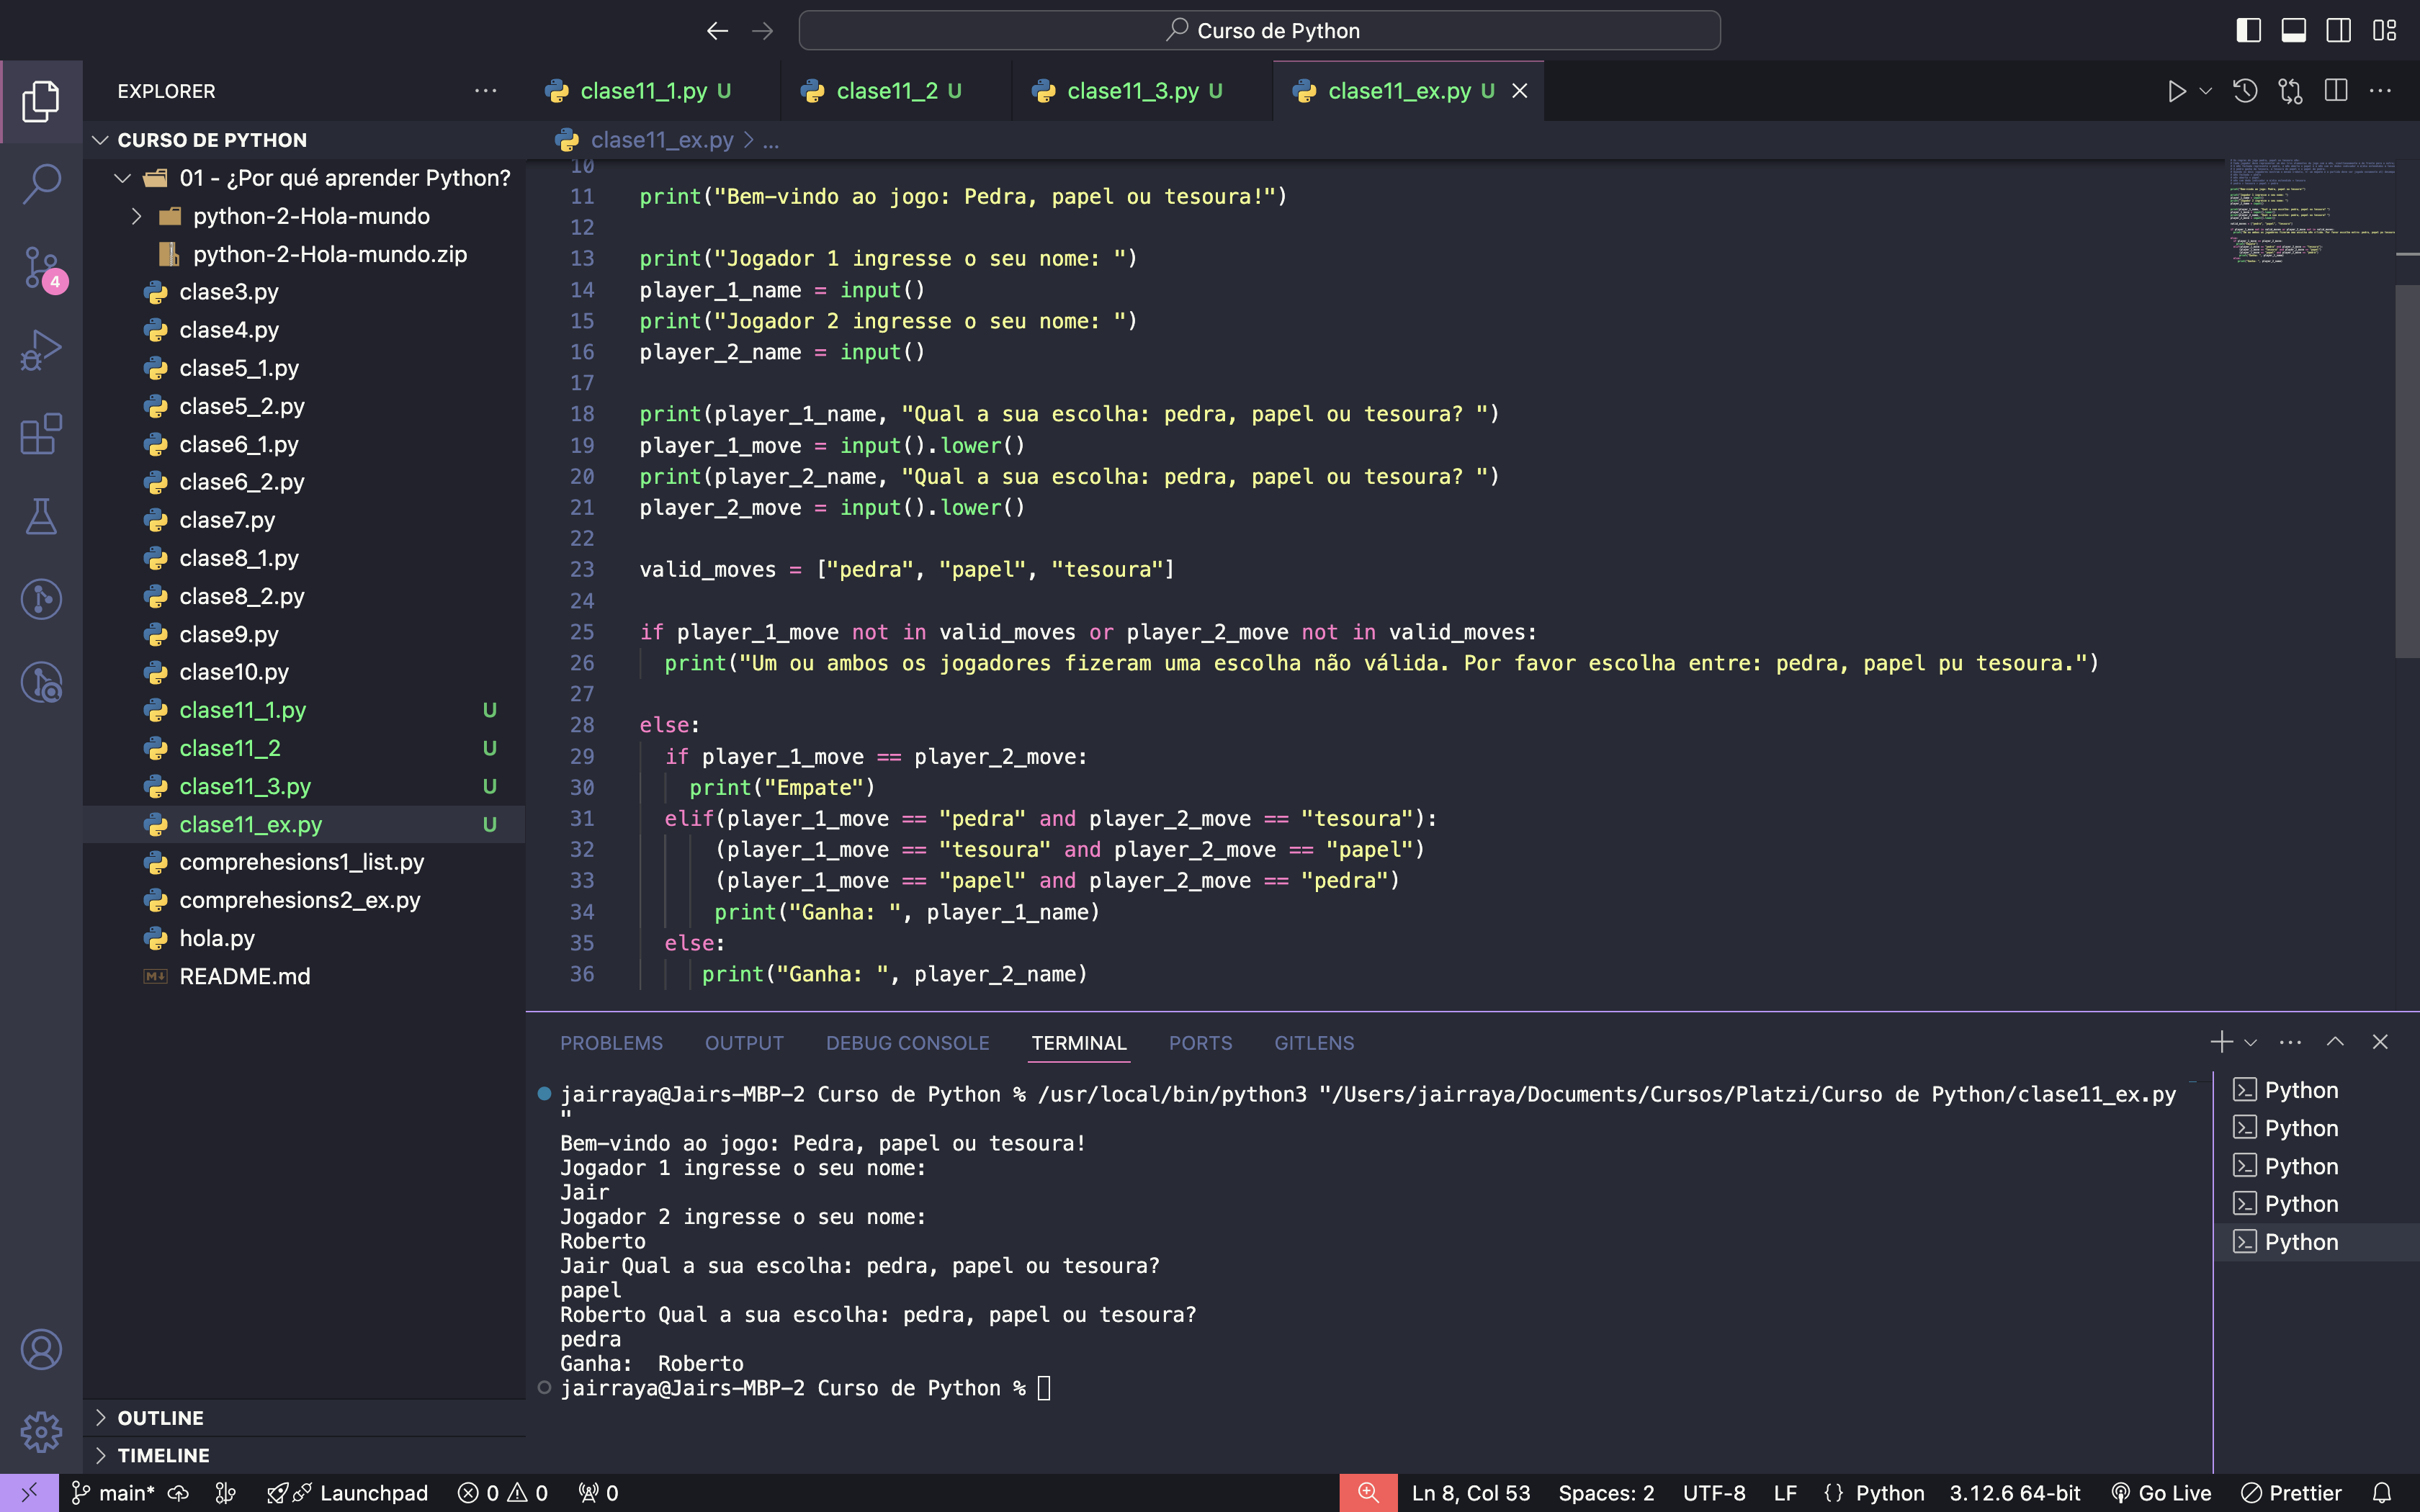 Curso de Python
EXPLORER
CURSO DE PYTHON
01 - ¿Por qué aprender Python?
python-2-Hola-mundo
python-2-Hola-mundo.zip
clase3.py
clase4.py
clase5_1.py
clase5_2.py
clase6_1.py
clase6_2.py
clase7.py
clase8_1.py
clase8_2.py
clase9.py
clase10.py
clase11_1.py U
clase11_2 U
clase11_3.py U
clase11_ex.py U
comprehesions1_list.py
comprehesions2_ex.py
hola.py
README.md
OUTLINE
TIMELINE
4
clase11_1.py U clase11_2 U clase11_3.py U clase11_ex.py U
clase11_ex.py > ...
10
11 print("Bem-vindo ao jogo: Pedra, papel ou tesoura!")
12
13 print("Jogador 1 ingresse o seu nome: ")
14 player_1_name = input()
15 print("Jogador 2 ingresse o seu nome: ")
16 player_2_name = input()
17
18 print(player_1_name, "Qual a sua escolha: pedra, papel ou tesoura? ")
19 player_1_move = input().lower()
20 print(player_2_name, "Qual a sua escolha: pedra, papel ou tesoura? ")
21 player_2_move = input().lower()
22
23 valid_moves = ["pedra", "papel", "tesoura"]
24
25 if player_1_move not in valid_moves or player_2_move not in valid_moves:
26 print("Um ou ambos os jogadores fizeram uma escolha não válida. Por favor escolha entre: pedra, papel pu tesoura.")
27
28 else:
29 if player_1_move == player_2_move:
30 print("Empate")
31 elif(player_1_move == "pedra" and player_2_move == "tesoura"):
32 (player_1_move == "tesoura" and player_2_move == "papel")
33 (player_1_move == "papel" and player_2_move == "pedra")
34 print("Ganha: ", player_1_name)
35 else:
36 print("Ganha: ", player_2_name)
PROBLEMS OUTPUT DEBUG CONSOLE TERMINAL PORTS GITLENS
jairraya@Jairs-MBP-2 Curso de Python % /usr/local/bin/python3 "/Users/jairraya/Documents/Cursos/Platzi/Curso de Python/clase11_ex.py
"
Bem-vindo ao jogo: Pedra, papel ou tesoura!
Jogador 1 ingresse o seu nome:
Jair
Jogador 2 ingresse o seu nome:
Roberto
Jair Qual a sua escolha: pedra, papel ou tesoura?
papel
Roberto Qual a sua escolha: pedra, papel ou tesoura?
pedra
Ganha:  Roberto
jairraya@Jairs-MBP-2 Curso de Python %
Python
Python
Python
Python
Python
main* Launchpad 0 0 0 Ln 8, Col 53 Spaces: 2 UTF-8 LF {} Python 3.12.6 64-bit Go Live Prettier